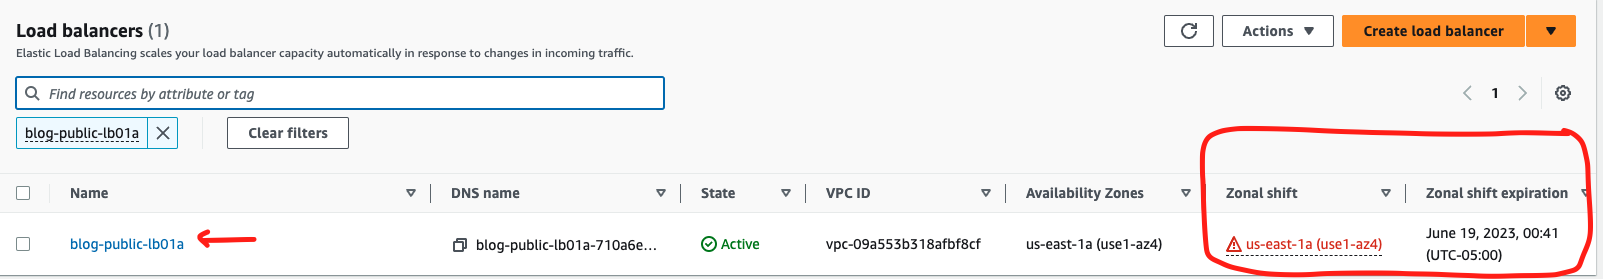 Load balancers (1)
Elastic Load Balancing scales your load balancer capacity automatically in response to changes in incoming traffic.
Actions
Create load balancer
Find resources by attribute or tag
1
blog-public-lb01a
Clear filters
Name DNS name State VPC ID Availability Zones Zonal shift Zonal shift expiration
blog-public-lb01a blog-public-lb01a-710a6e... Active vpc-09a553b318afbf8cf us-east-1a (use1-az4) us-east-1a (use1-az4) June 19, 2023, 00:41
(UTC-05:00)